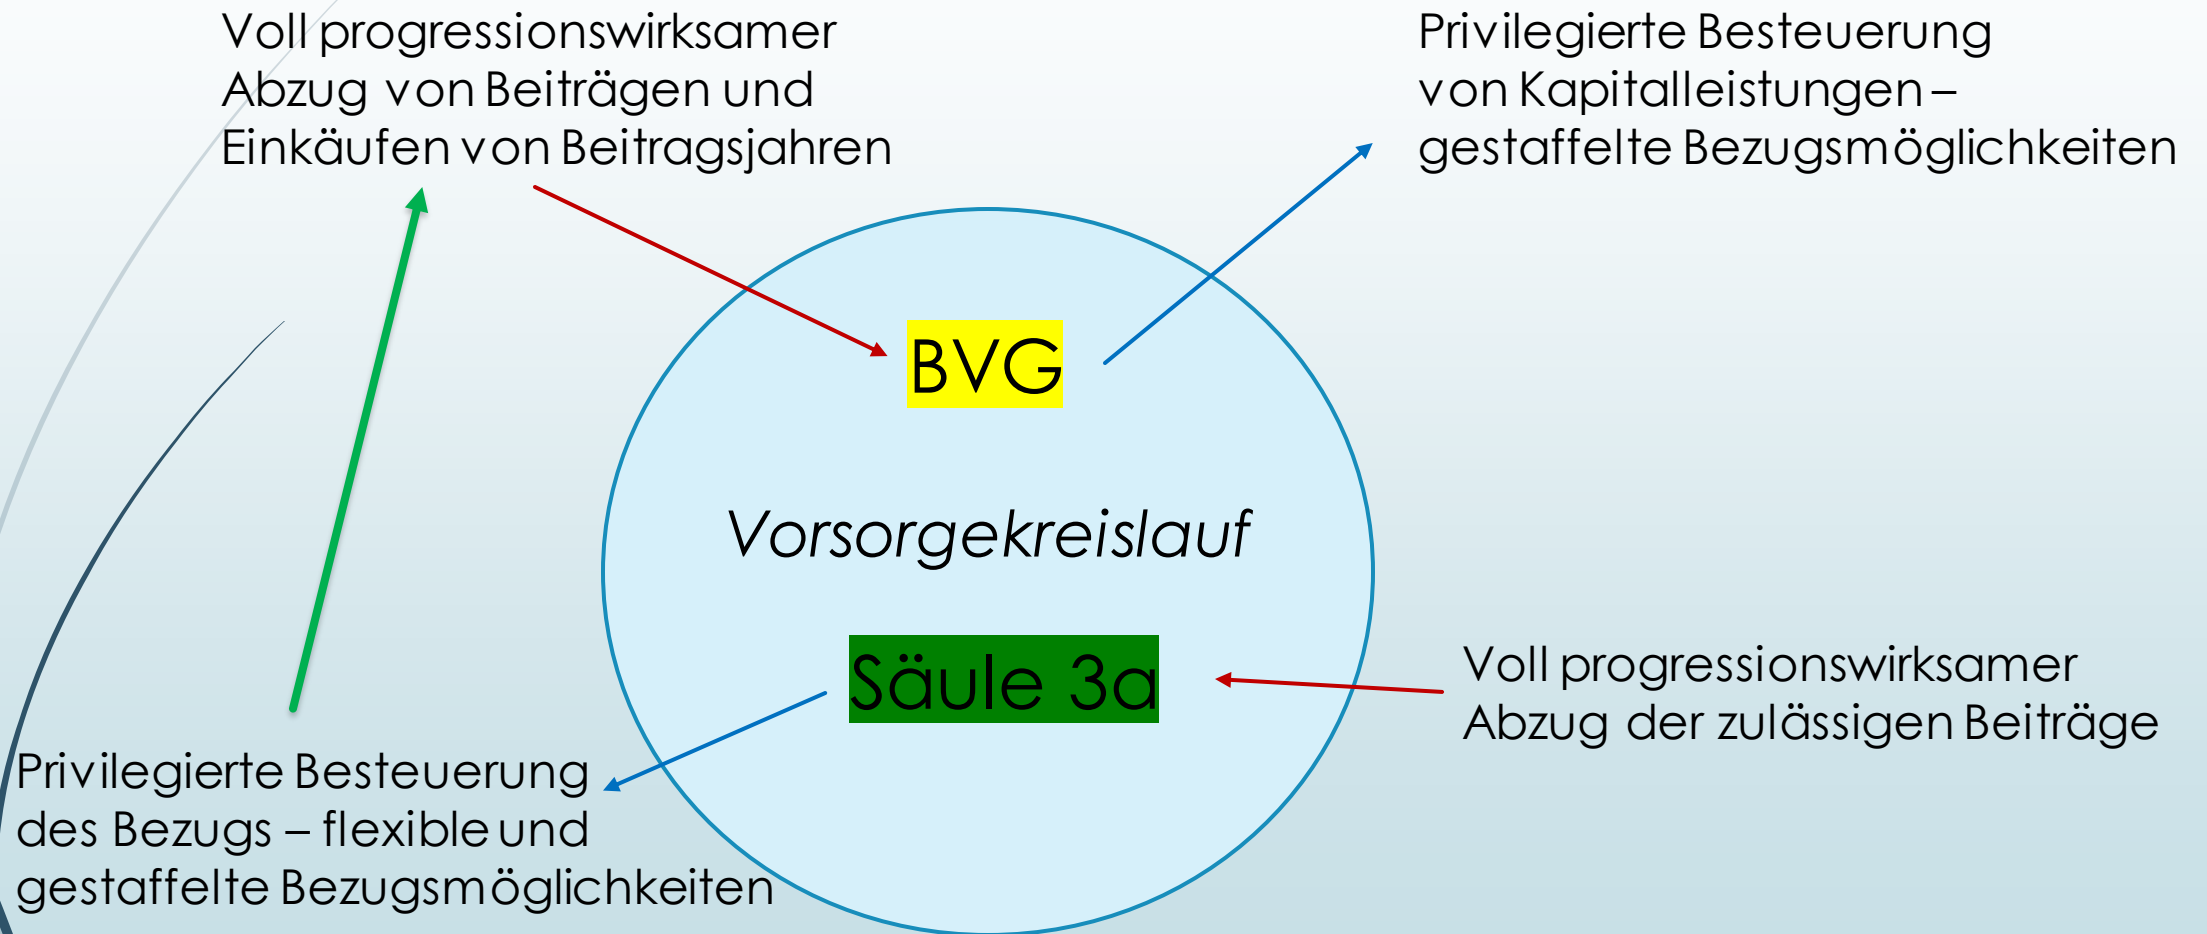 Voll progressionswirksamer
Abzug von Beiträgen und
Einkäufen von Beitragsjahren
Privilegierte Besteuerung
von Kapitalleistungen –
gestaffelte Bezugsmöglichkeiten
BVG
Vorsorgekreislauf
Säule 3a
Voll progressionswirksamer
Abzug der zulässigen Beiträge
Privilegierte Besteuerung
des Bezugs – flexible und
gestaffelte Bezugsmöglichkeiten